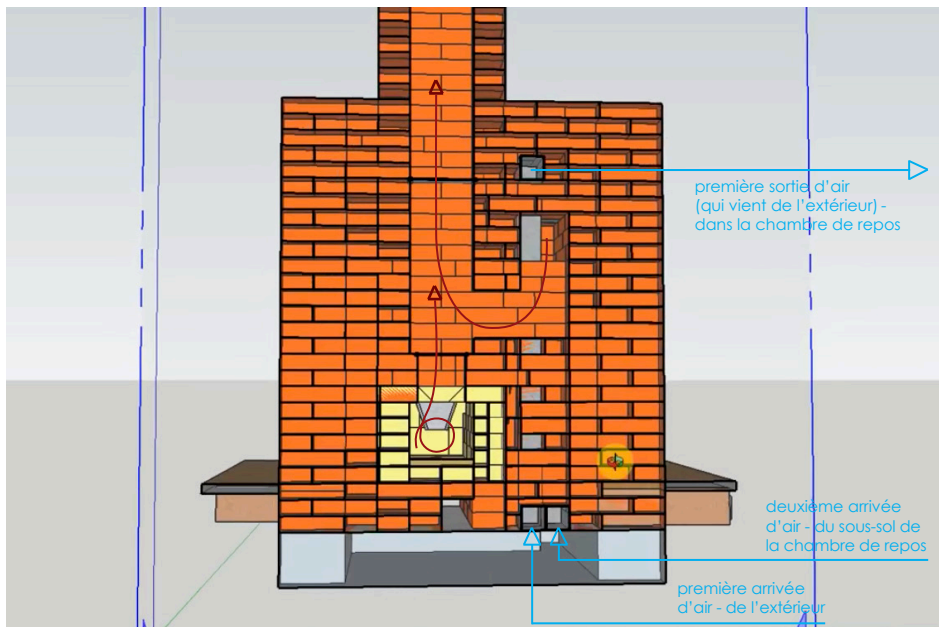 première sortie d'air
(qui vient de l'extérieur) -
dans la chambre de repos
deuxième arrivée
d'air - du sous-sol de
la chambre de repos
première arrivée
d'air - de l'extérieur